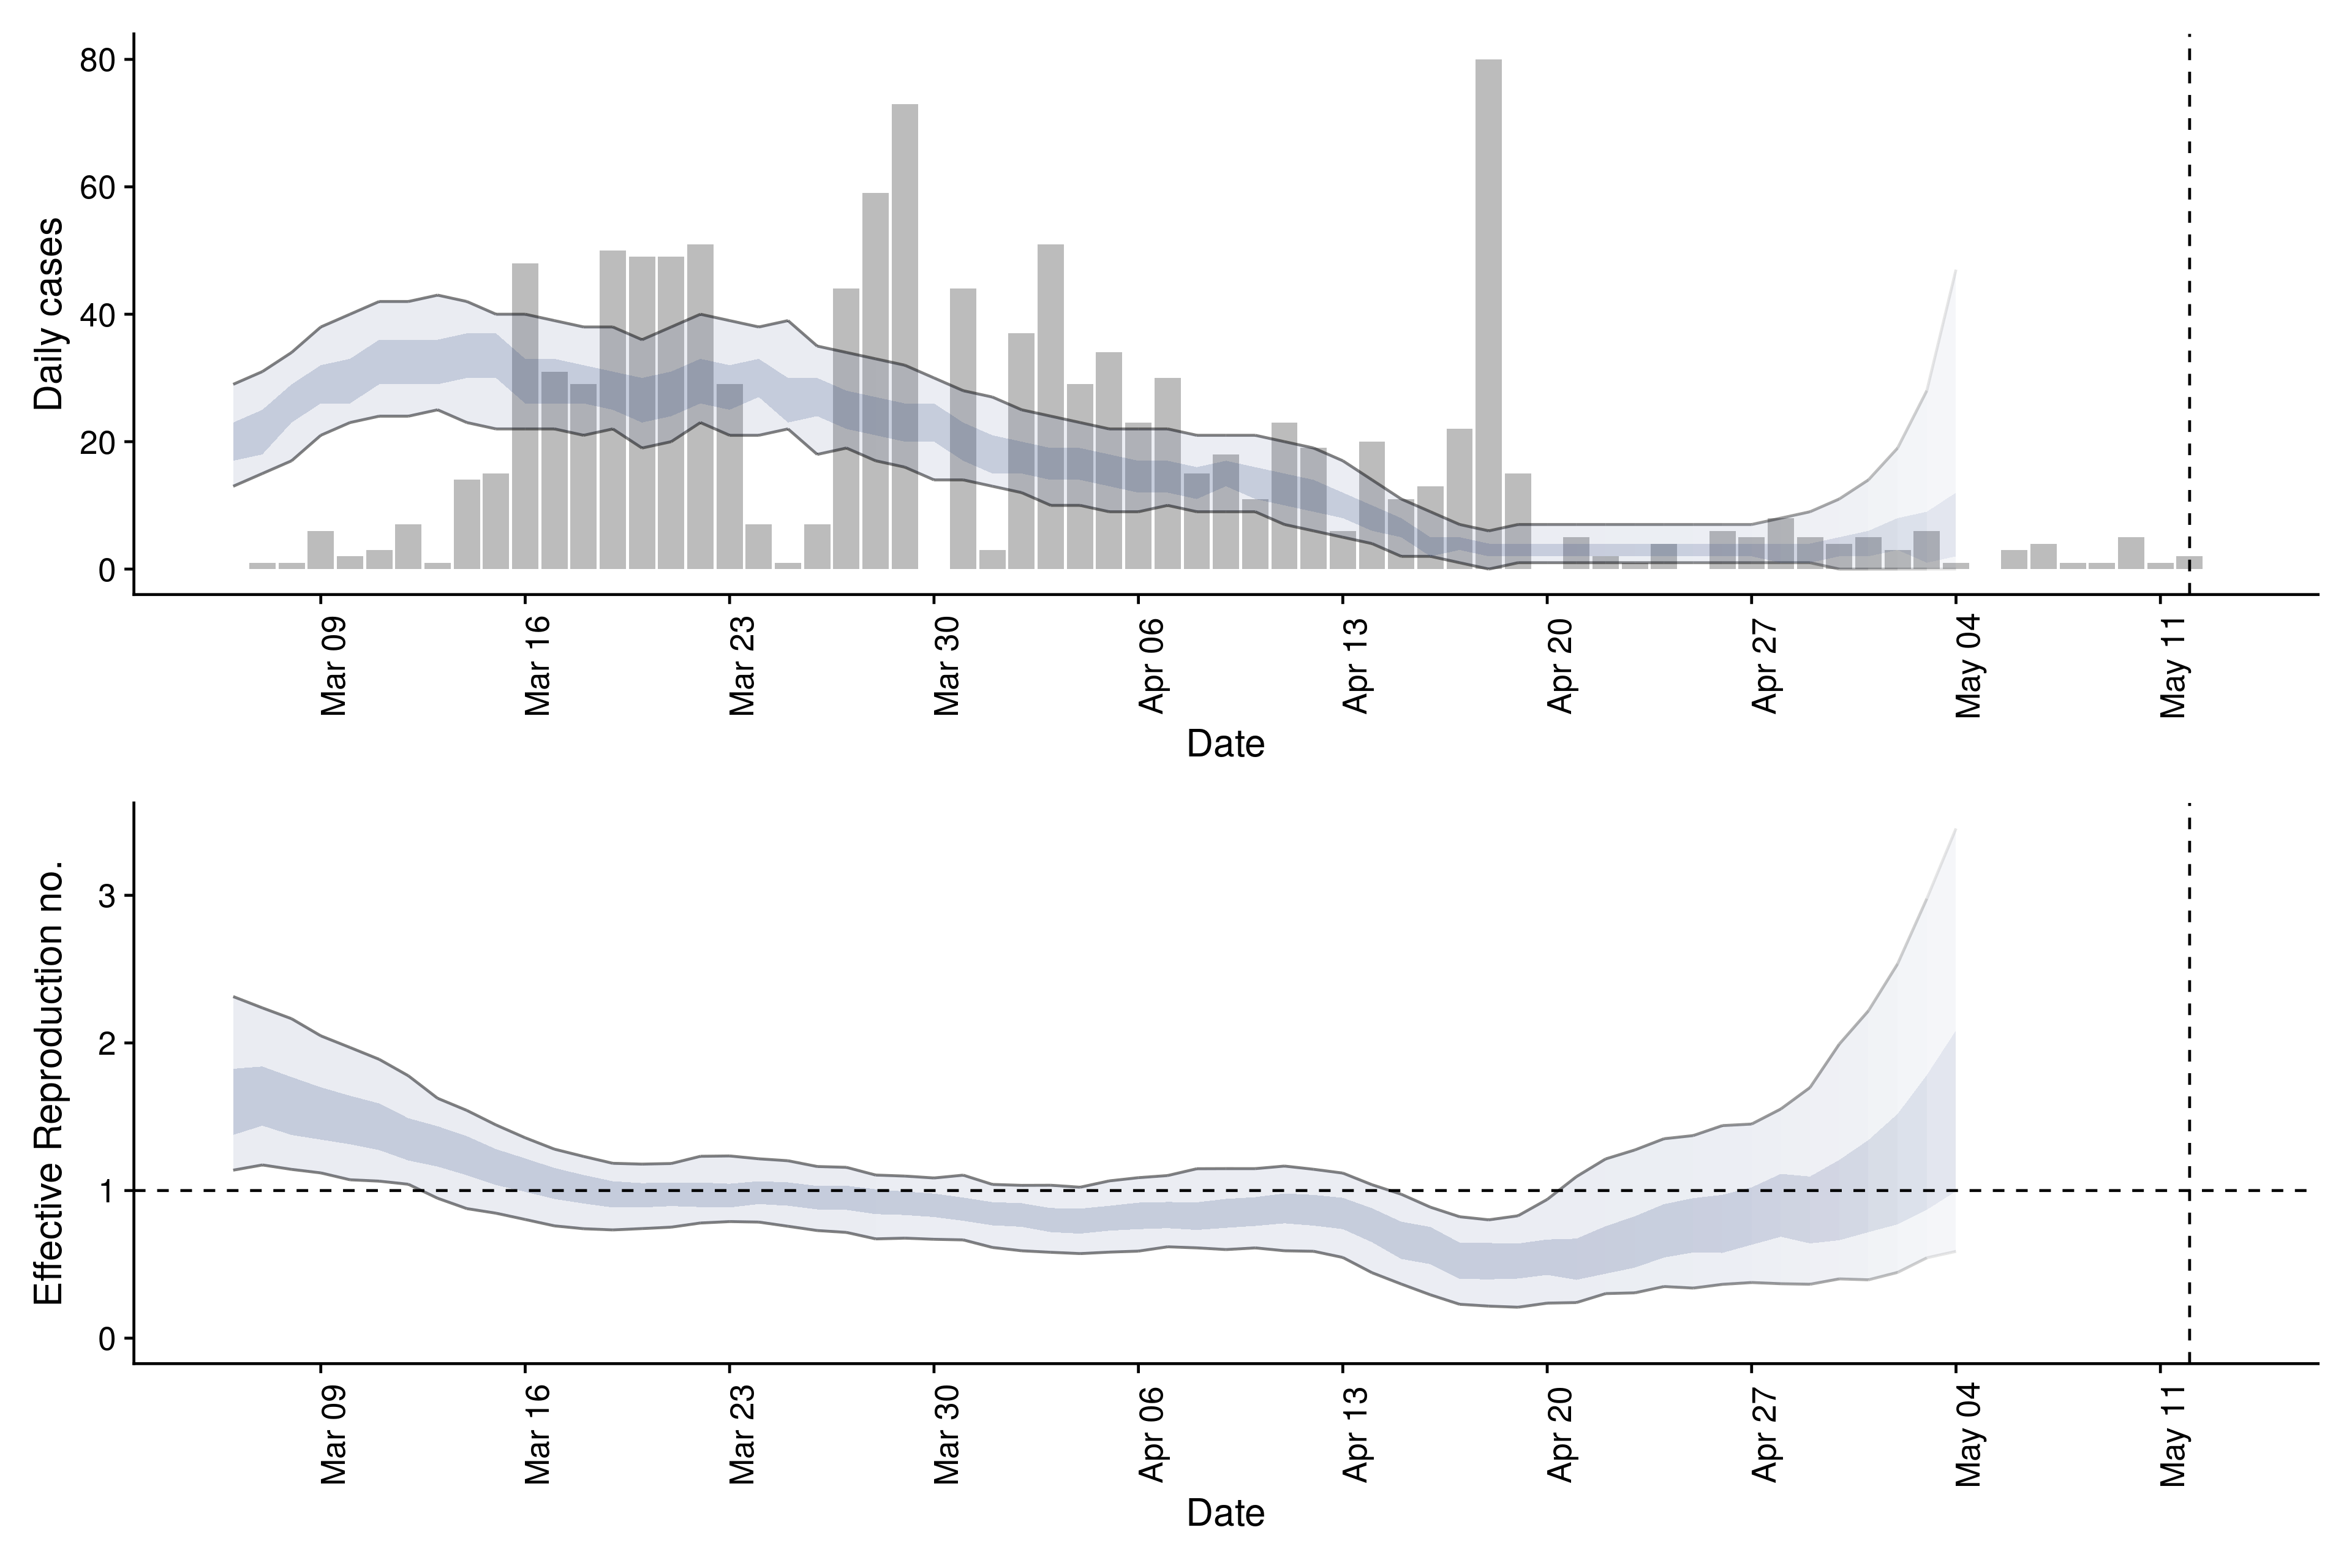 Daily cases
80
60
40
20
0
Mar 09
Mar 16
Mar 23
Mar 30
Apr 06
Apr 13
Apr 20
Apr 27
May 04
May 11
Date
Effective Reproduction no.
3
2
1
0
Mar 09
Mar 16
Mar 23
Mar 30
Apr 06
Apr 13
Apr 20
Apr 27
May 04
May 11
Date